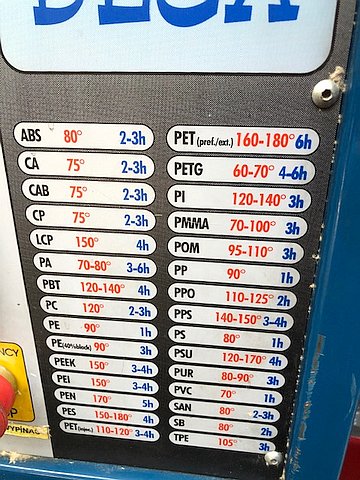 DEGA
ABS 80° 2-3h
CA 75° 2-3h
CAB 75° 2-3h
CP 75° 2-3h
LCP 150° 4h
PA 70-80° 3-6h
PBT 120-140° 4h
PC 120° 2-3h
PE 90° 1h
PE(40%black) 90° 3h
PEEK 150° 3-4h
PEI 150° 3-4h
PEN 170° 5h
PES 150-180° 4h
PET(injec.) 110-120° 3-4h
PET(pref./ext.) 160-180° 6h
PETG 60-70° 4-6h
PI 120-140° 3h
PMMA 70-100° 3h
POM 95-110° 3h
PP 90° 1h
PPO 110-125° 2h
PPS 140-150° 3-4h
PS 80° 1h
PSU 120-170° 4h
PUR 80-90° 3h
PVC 70° 1h
SAN 80° 2-3h
SB 80° 2h
TPE 105° 3h
NCY
OP
WYPINAĆ